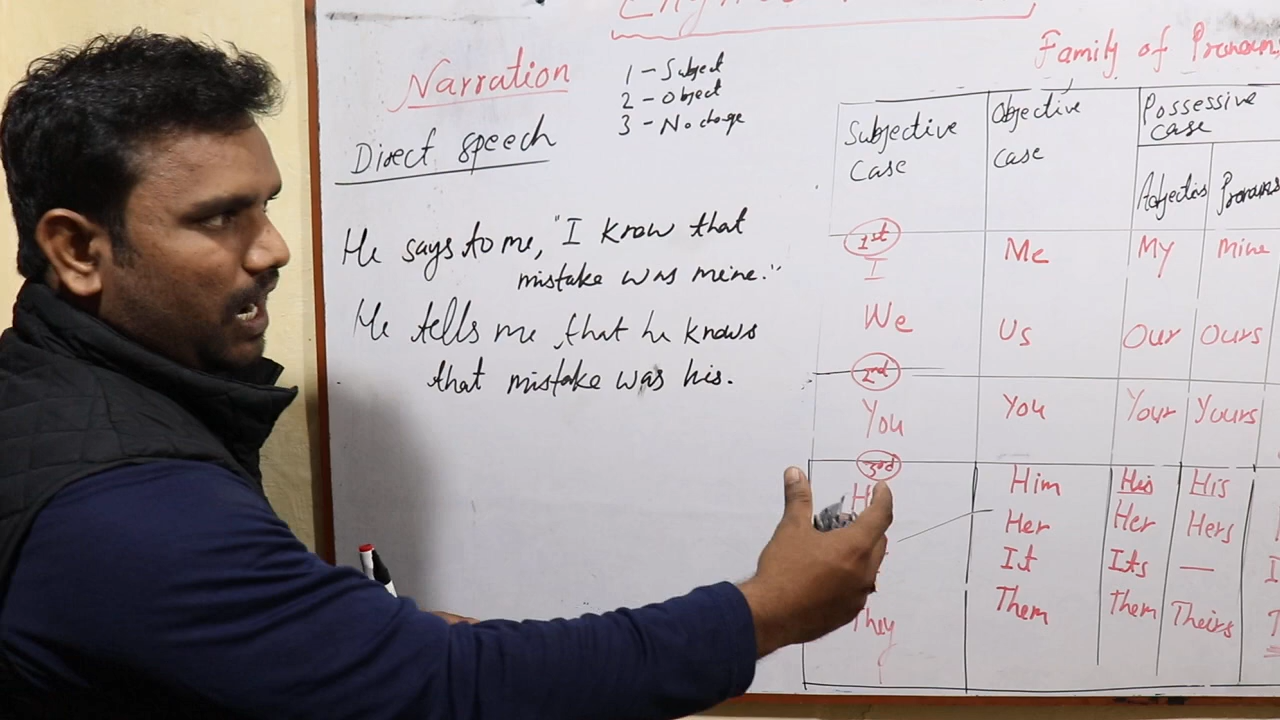 Narration
1 - Subject
2 - Object
3 - No change
Direct speech
He says to me, "I know that
mistake was mine."
He tells me that he knows
that mistake was his.
Family of Pronouns
Subjective Case
Objective Case
Possessive Case
Adjectives Pronouns
1st
I Me My Mine
We Us Our Ours
2nd
You You Your Yours
3rd
Him His His
Her Her Hers
It Its —
They Them Them Theirs